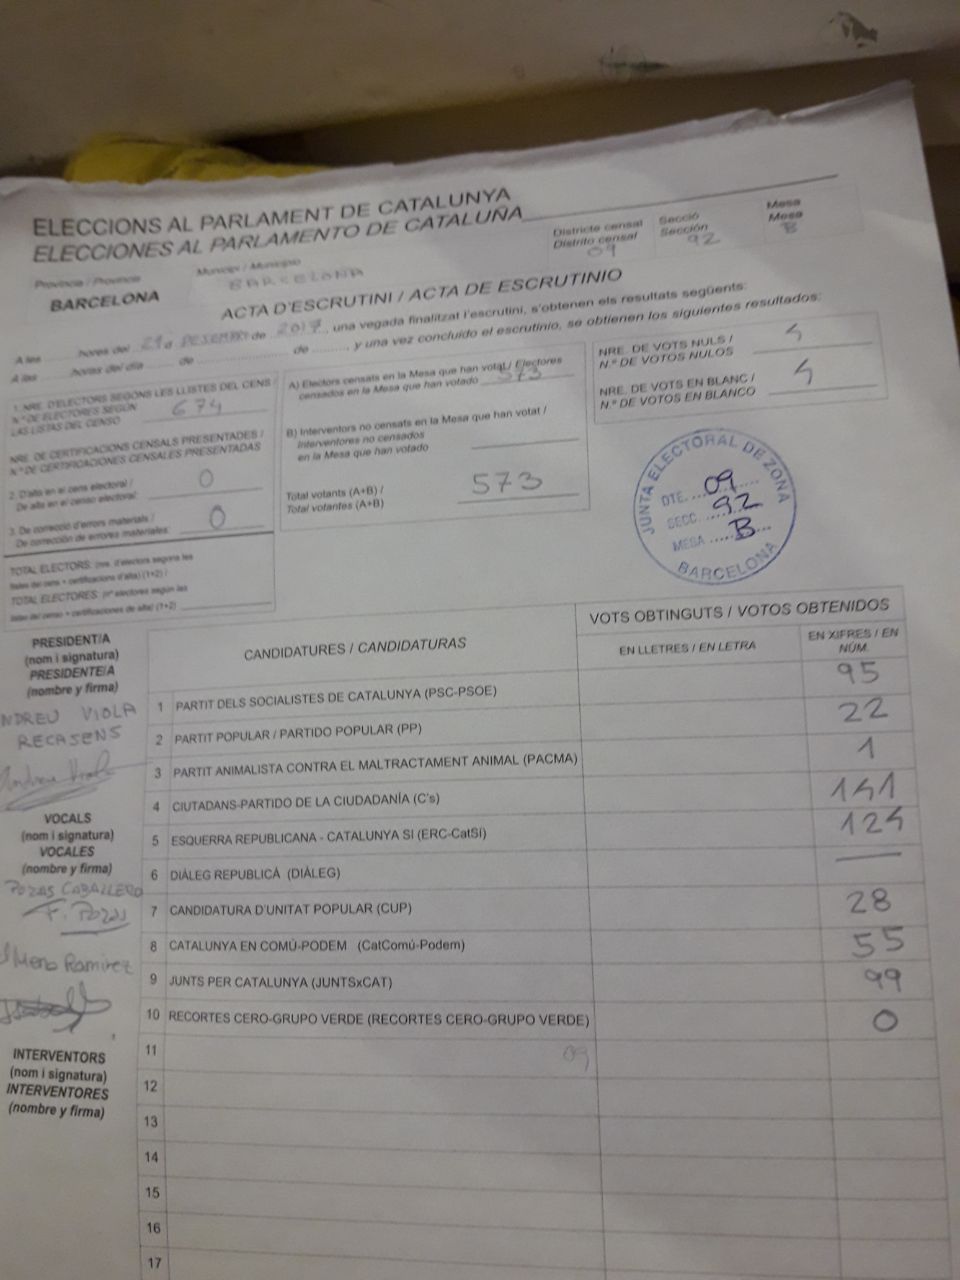 ELECCIONS AL PARLAMENT DE CATALUNYA
ELECCIONES AL PARLAMENTO DE CATALUÑA
Districte censal
Distrito censal
09
Secció
Sección
92
Mesa
Mesa
B
Província / Provincia
BARCELONA
Municipi / Municipio
BARCELONA
ACTA D'ESCRUTINI / ACTA DE ESCRUTINIO
A les ........ hores del 21 d DESEMBRE de 2017, una vegada finalitzat l'escrutini, s'obtenen els resultats següents:
A las ........ horas del día ........ de ........ de ........, y una vez concluido el escrutinio, se obtienen los siguientes resultados:
1. NRE. D'ELECTORS SEGONS LES LLISTES DEL CENS /
N.º DE ELECTORES SEGÚN
LAS LISTAS DEL CENSO
674
NRE. DE CERTIFICACIONS CENSALS PRESENTADES /
N.º DE CERTIFICACIONES CENSALES PRESENTADAS
2. D'alta en el cens electoral /
De alta en el censo electoral:
0
3. De correcció d'errors materials /
De corrección de errores materiales:
0
TOTAL ELECTORS: (nre. d'electors segons les
llistes del cens + certificacions d'alta) (1+2) /
TOTAL ELECTORES: (nº electores según las
listas del censo + certificaciones de alta) (1+2)
A) Electors censats en la Mesa que han votat / Electores
censados en la Mesa que han votado
573
B) Interventors no censats en la Mesa que han votat /
Interventores no censados
en la Mesa que han votado
Total votants (A+B) /
Total votantes (A+B)
573
NRE. DE VOTS NULS /
N.º DE VOTOS NULOS
4
NRE. DE VOTS EN BLANC /
N.º DE VOTOS EN BLANCO
4
JUNTA ELECTORAL DE ZONA
DTE. 09
SECC. 92
MESA B
BARCELONA
PRESIDENT/A
(nom i signatura)
PRESIDENTE/A
(nombre y firma)
NDREU VIOLA
RECASENS
Andreu Viola
VOCALS
(nom i signatura)
VOCALES
(nombre y firma)
POZAS CABALLERO
F. Pozas
Mena Ramirez
INTERVENTORS
(nom i signatura)
INTERVENTORES
(nombre y firma)
CANDIDATURES / CANDIDATURAS
VOTS OBTINGUTS / VOTOS OBTENIDOS
EN LLETRES / EN LETRA
EN XIFRES / EN
NÚM.
1 PARTIT DELS SOCIALISTES DE CATALUNYA (PSC-PSOE) 95
2 PARTIT POPULAR / PARTIDO POPULAR (PP) 22
3 PARTIT ANIMALISTA CONTRA EL MALTRACTAMENT ANIMAL (PACMA) 1
4 CIUTADANS-PARTIDO DE LA CIUDADANÍA (C's) 141
5 ESQUERRA REPUBLICANA - CATALUNYA SÍ (ERC-CatSí) 124
6 DIÀLEG REPUBLICÀ (DIÀLEG) —
7 CANDIDATURA D'UNITAT POPULAR (CUP) 28
8 CATALUNYA EN COMÚ-PODEM (CatComú-Podem) 55
9 JUNTS PER CATALUNYA (JUNTSxCAT) 99
10 RECORTES CERO-GRUPO VERDE (RECORTES CERO-GRUPO VERDE) 0
11 09
12
13
14
15
16
17